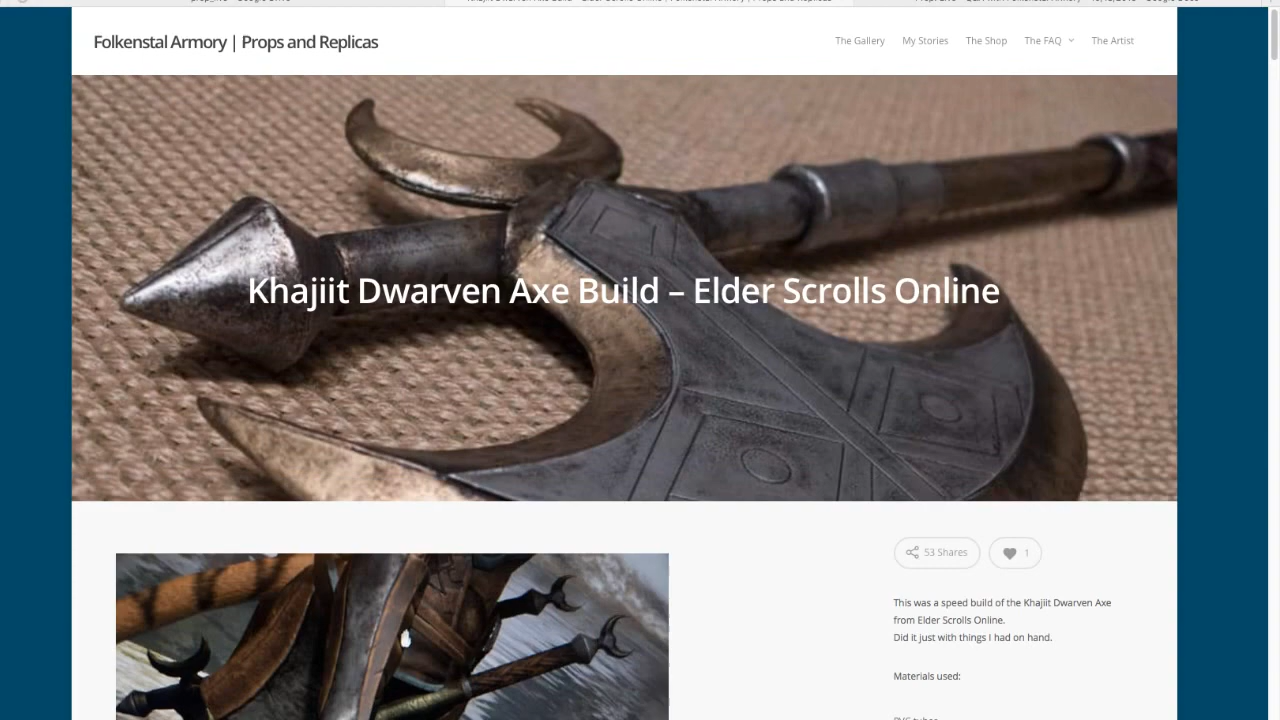 Folkenstal Armory | Props and Replicas
The Gallery
My Stories
The Shop
The FAQ
The Artist
Khajiit Dwarven Axe Build – Elder Scrolls Online
53 Shares
1
This was a speed build of the Khajiit Dwarven Axe
from Elder Scrolls Online.
Did it just with things I had on hand.
Materials used: